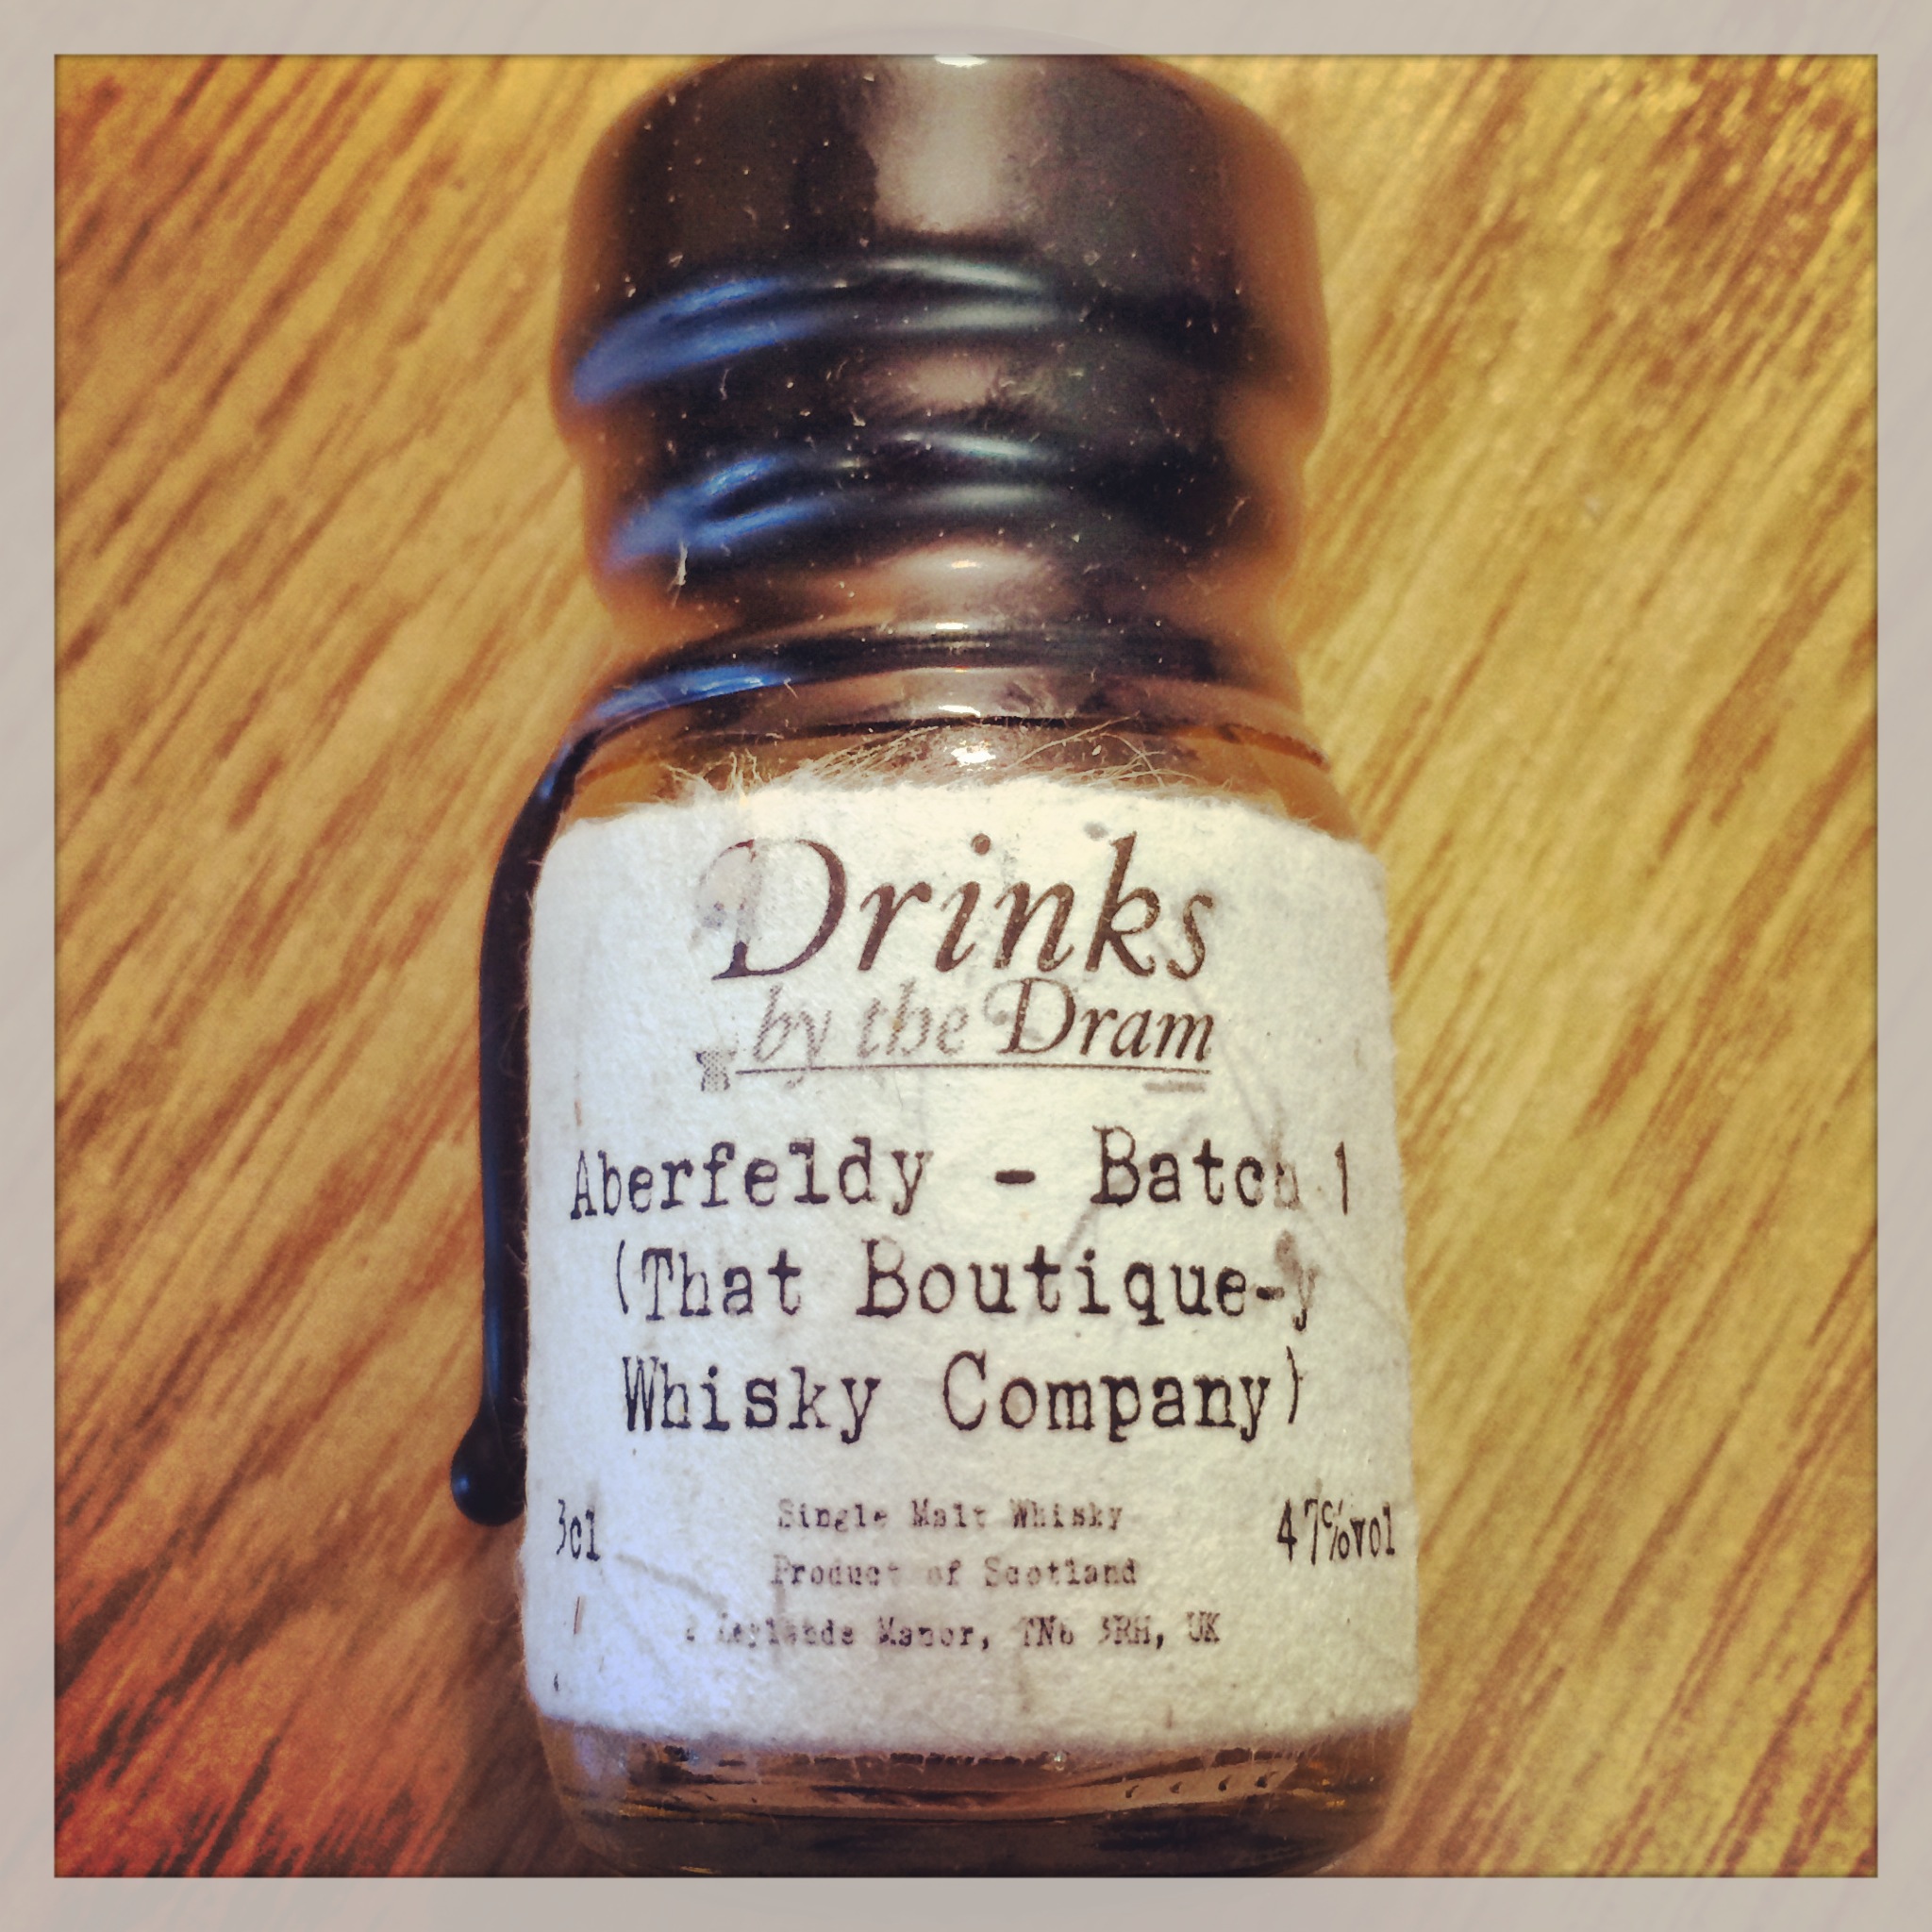 Drinks
by the Dram
Aberfeldy - Batch 1
(That Boutique-y
Whisky Company)
3cl
Single Malt Whisky
47%vol
Product of Scotland
Manor, TN6 3RH, UK